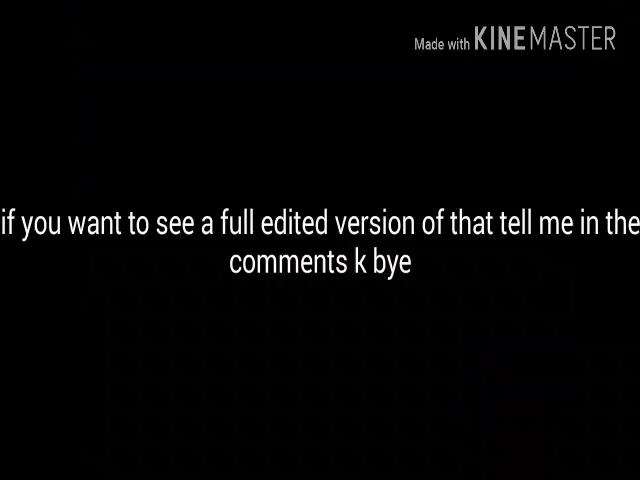 Made with KINEMASTER
if you want to see a full edited version of that tell me in the
comments k bye